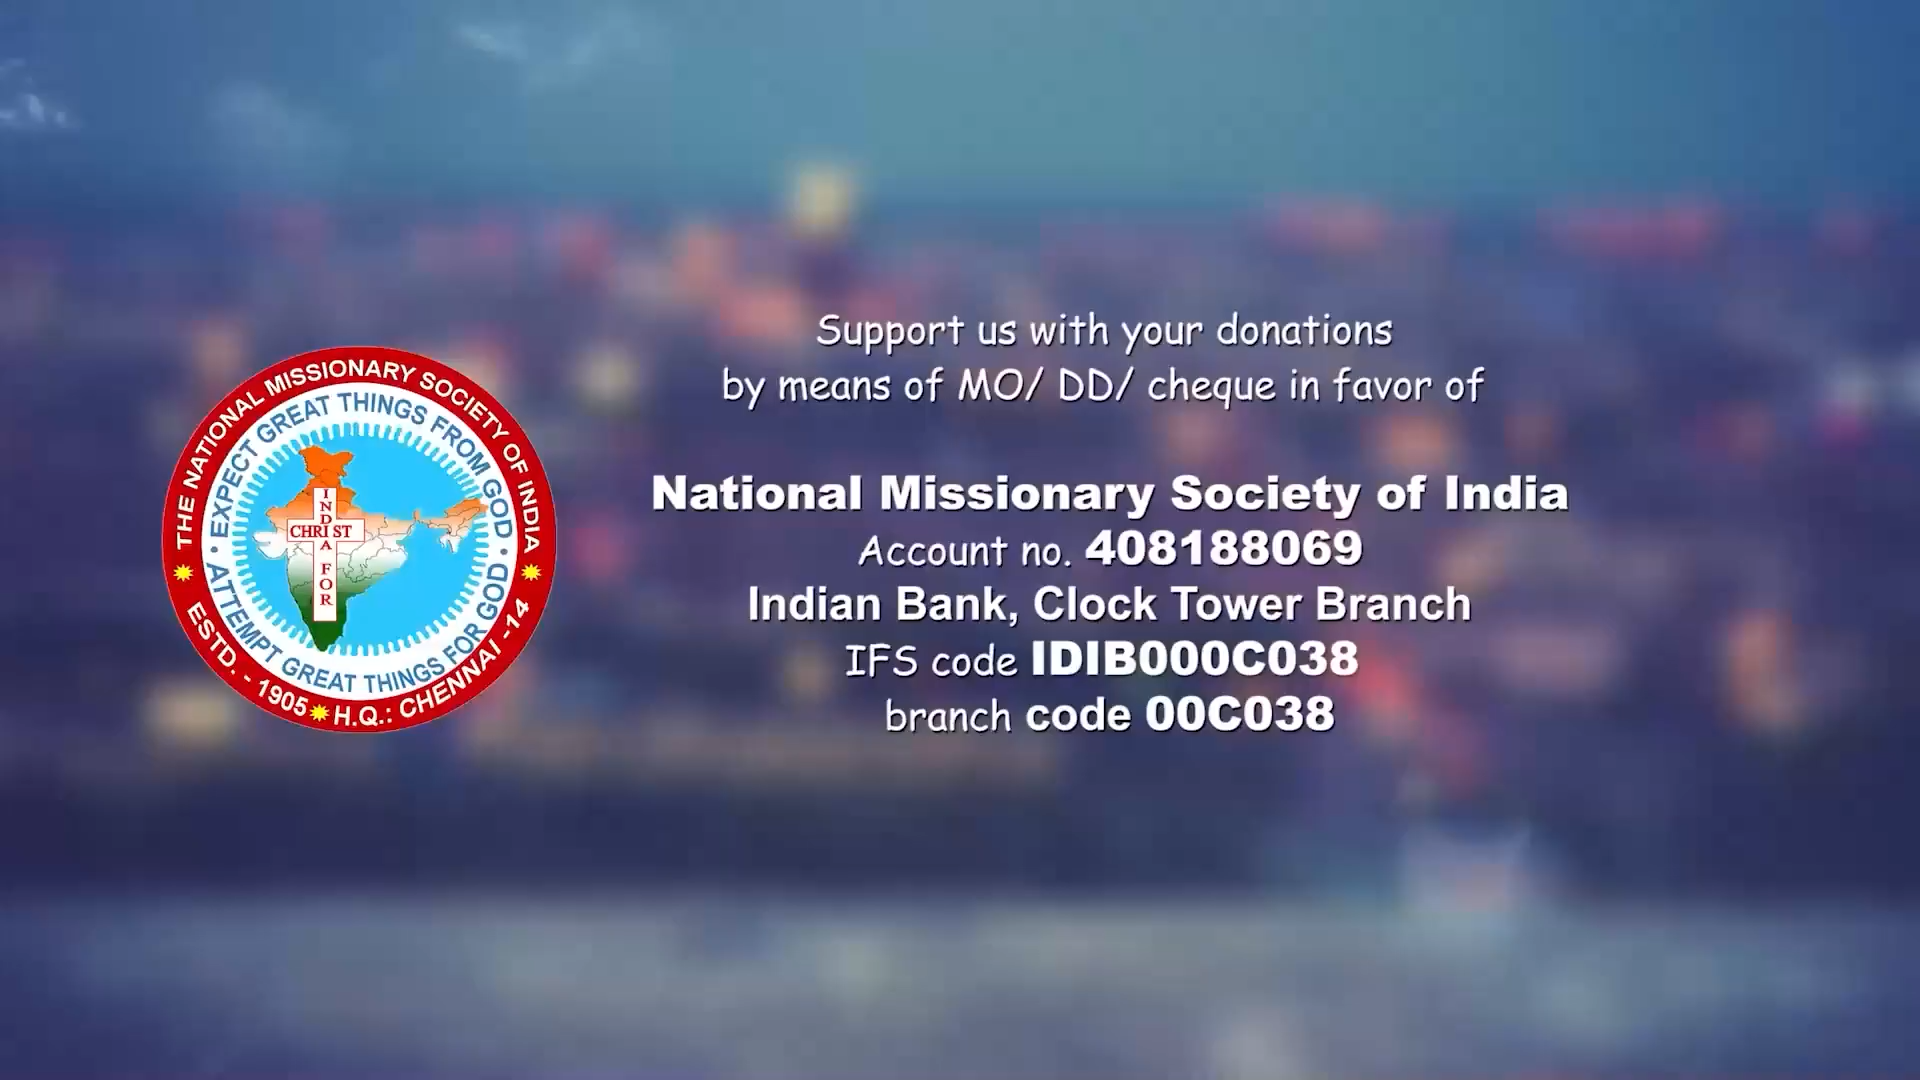 THE NATIONAL MISSIONARY SOCIETY OF INDIA
ESTD. - 1905 H.Q.: CHENNAI -14
· EXPECT GREAT THINGS FROM GOD ·
ATTEMPT GREAT THINGS FOR GOD
INDIA FOR
CHRIST
Support us with your donations
by means of MO/ DD/ cheque in favor of
National Missionary Society of India
Account no. 408188069
Indian Bank, Clock Tower Branch
IFS code IDIB000C038
branch code 00C038